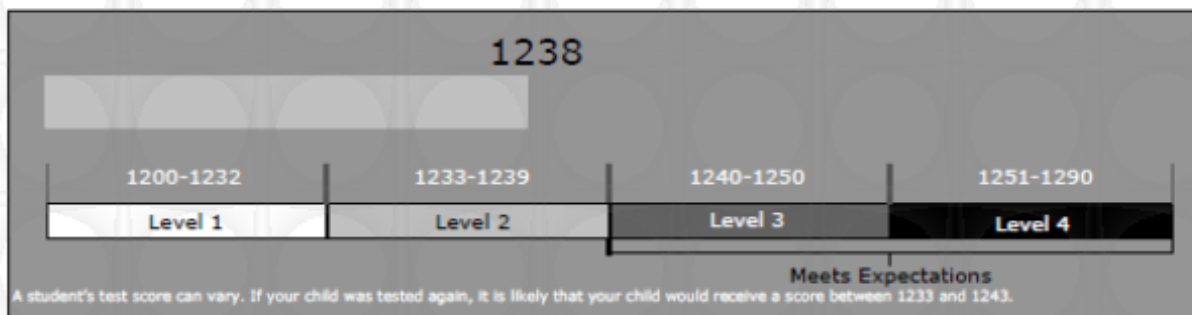 1238
1200-1232 1233-1239 1240-1250 1251-1290
Level 1 Level 2 Level 3 Level 4
Meets Expectations
A student's test score can vary. If your child was tested again, it is likely that your child would receive a score between 1233 and 1243.